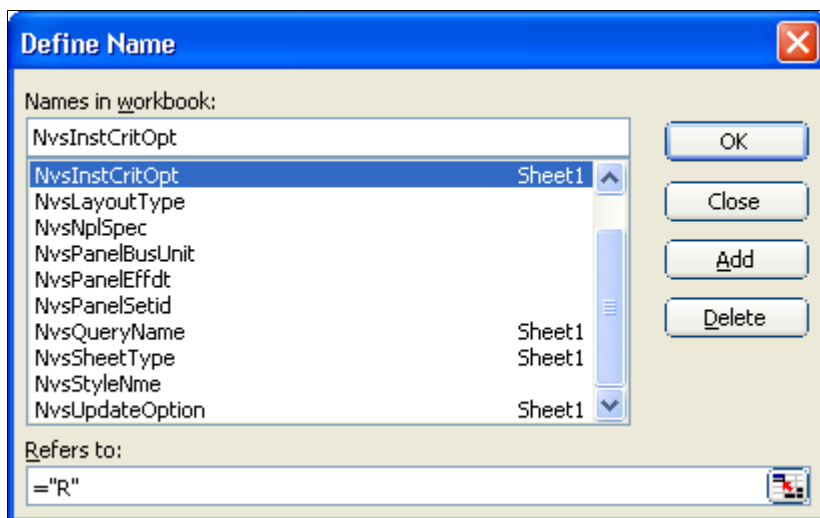 Define Name
Names in workbook:
NvsInstCritOpt
OK
NvsInstCritOpt Sheet1
NvsLayoutType
Close
NvsNplSpec
NvsPanelBusUnit
Add
NvsPanelEffdt
NvsPanelSetid
Delete
NvsQueryName Sheet1
NvsSheetType Sheet1
NvsStyleNme
NvsUpdateOption Sheet1
Refers to:
="R"